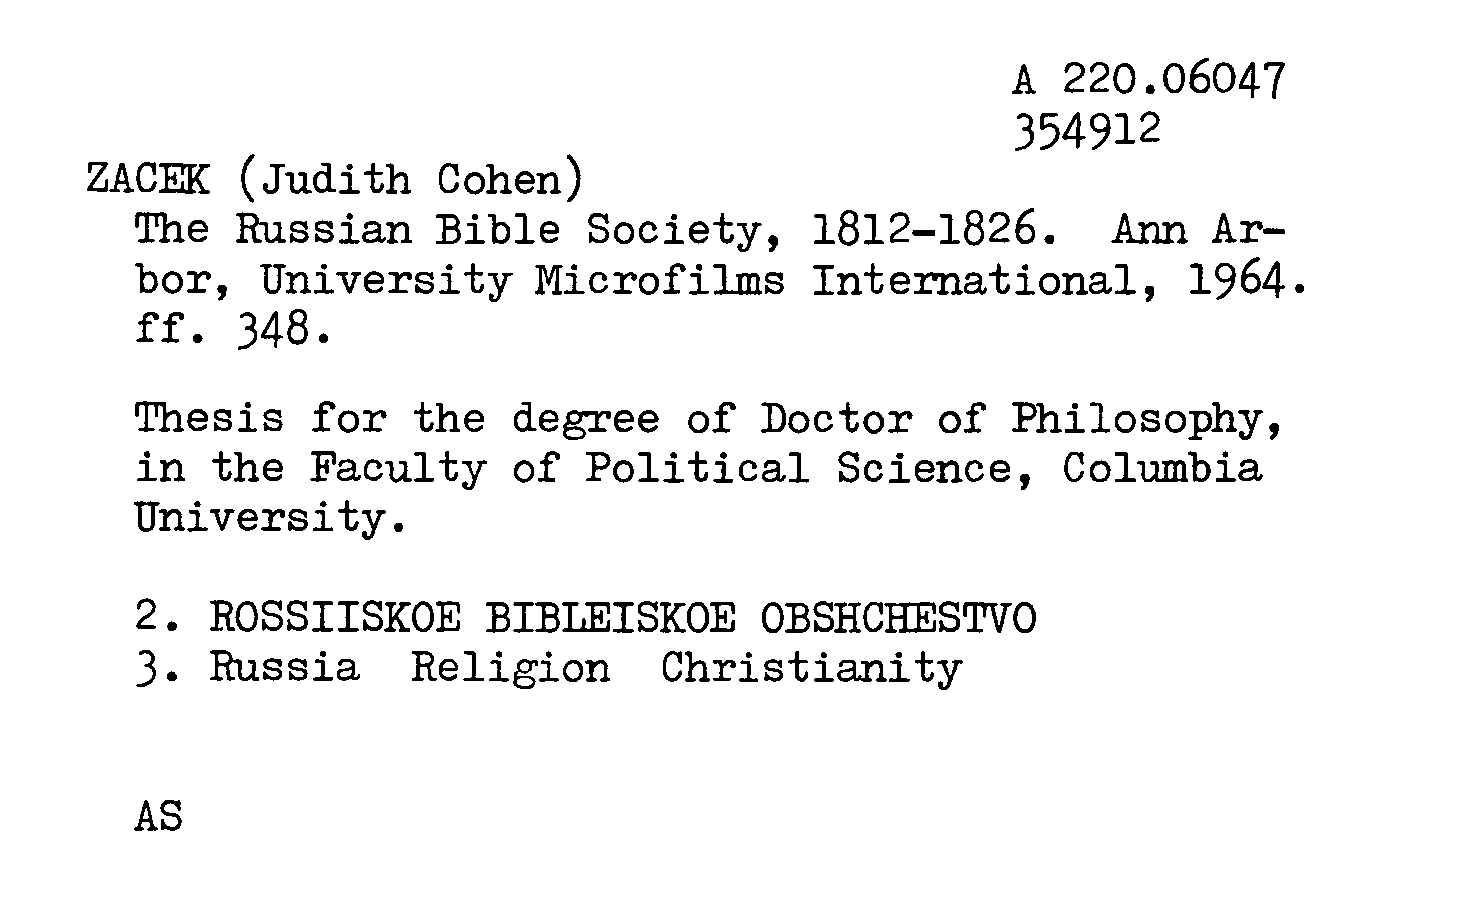 A 220.06047
354912
ZACEK (Judith Cohen)
The Russian Bible Society, 1812-1826. Ann Ar-
bor, University Microfilms International, 1964.
ff. 348.
Thesis for the degree of Doctor of Philosophy,
in the Faculty of Political Science, Columbia
University.
2. ROSSIISKOE BIBLEISKOE OBSHCHESTVO
3. Russia Religion Christianity
AS